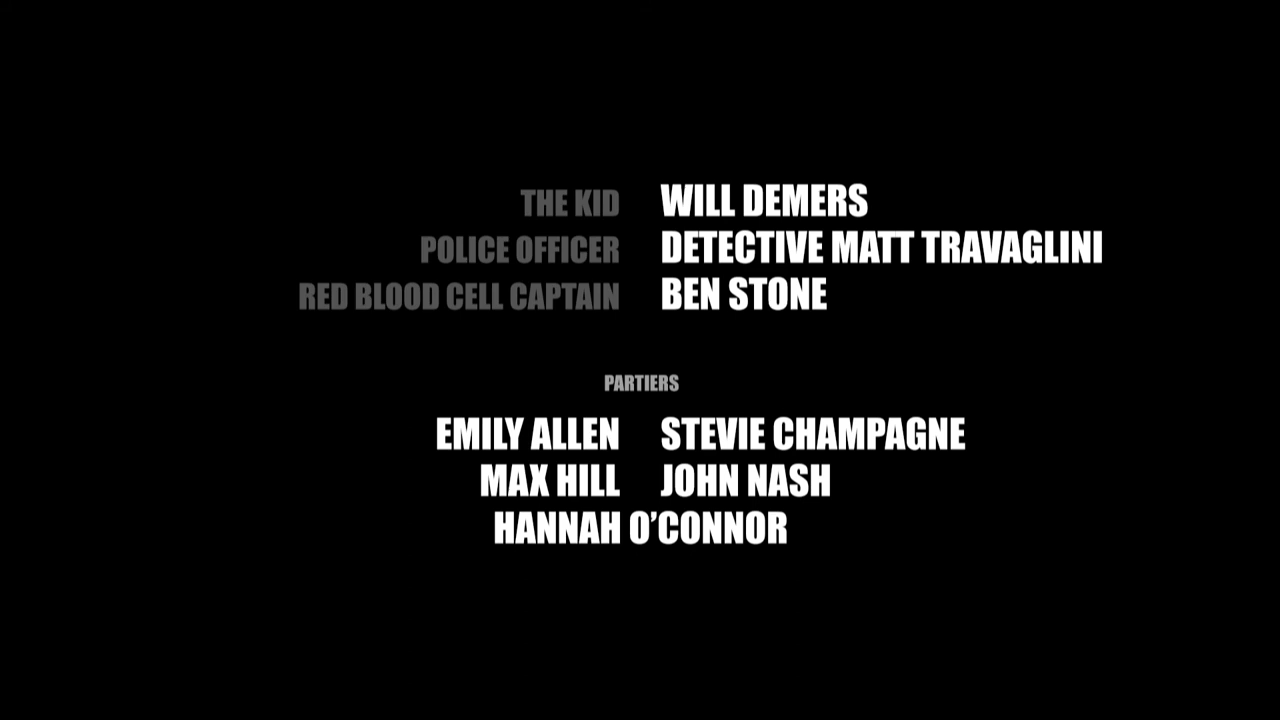 THE KID WILL DEMERS
POLICE OFFICER DETECTIVE MATT TRAVAGLINI
RED BLOOD CELL CAPTAIN BEN STONE
PARTIERS
EMILY ALLEN STEVIE CHAMPAGNE
MAX HILL JOHN NASH
HANNAH O’CONNOR